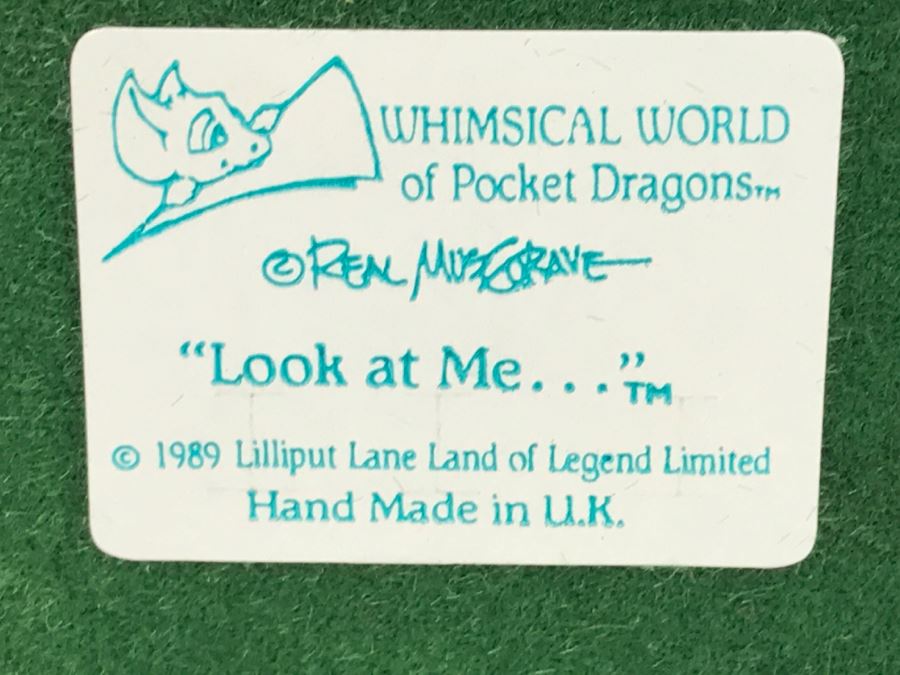 WHIMSICAL WORLD
of Pocket Dragons™
© REAL MUSGRAVE
“Look at Me. . .”™
© 1989 Lilliput Lane Land of Legend Limited
Hand Made in U.K.